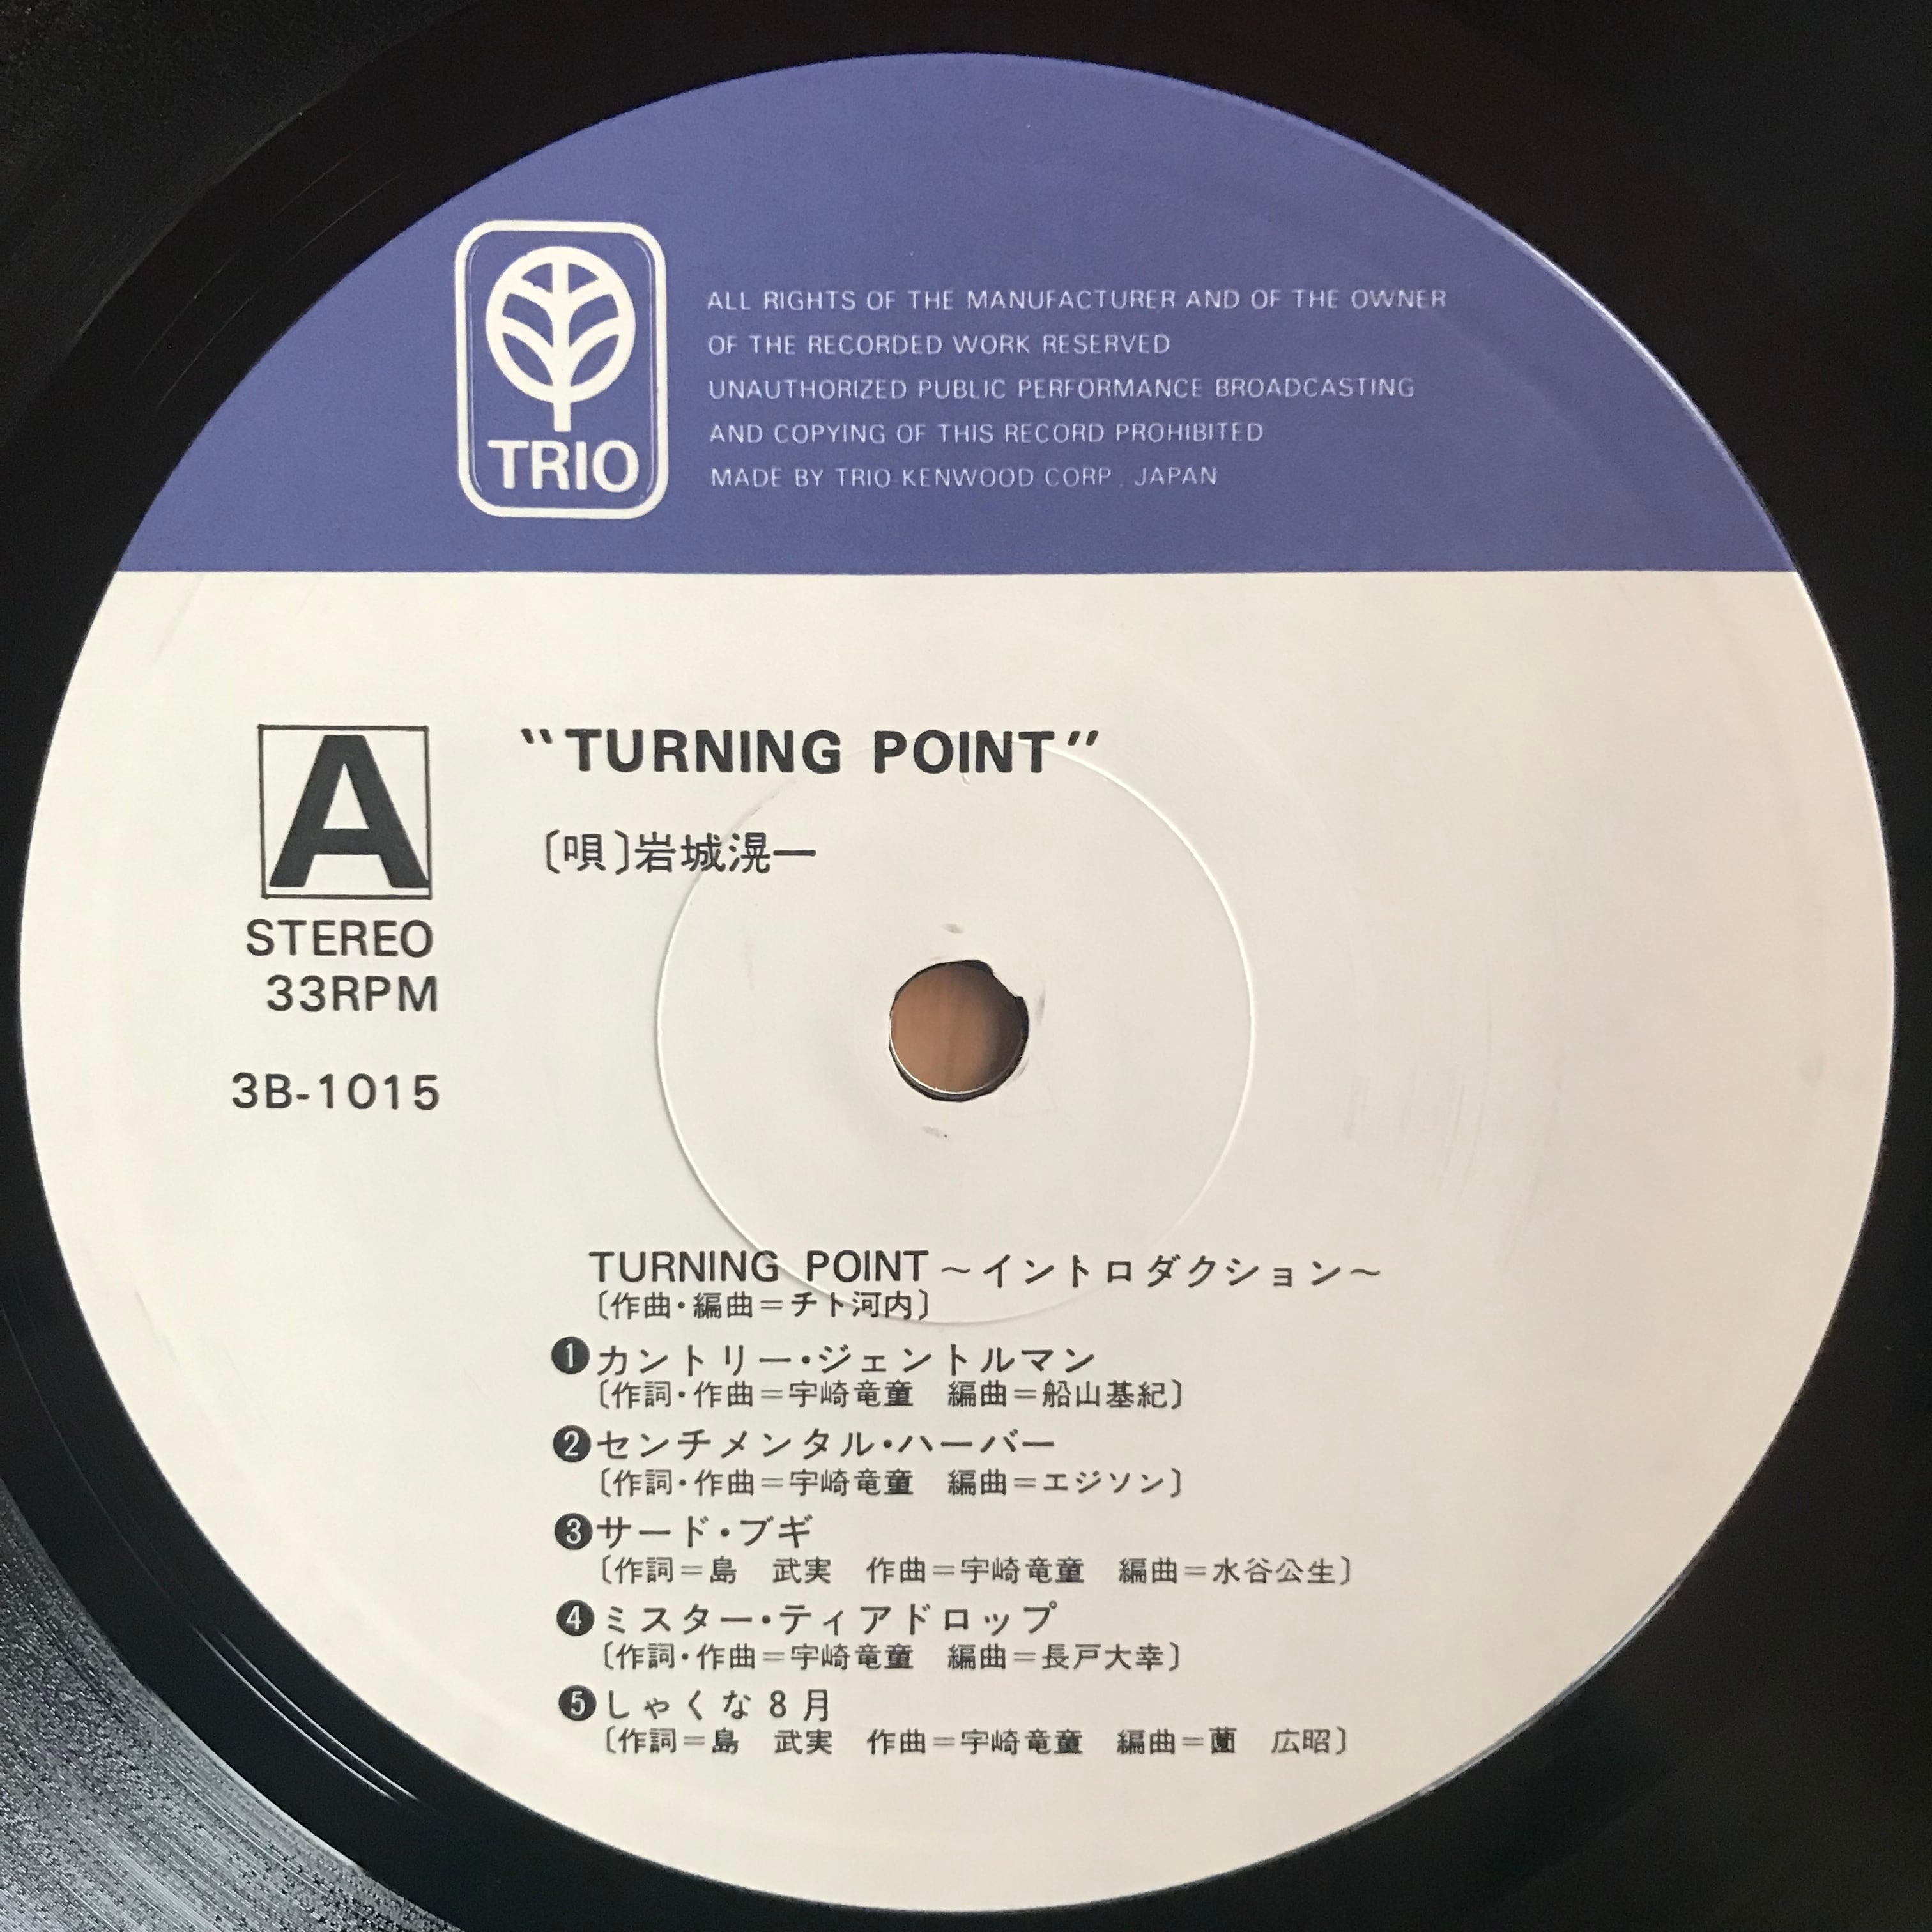 TRIO
ALL RIGHTS OF THE MANUFACTURER AND OF THE OWNER
OF THE RECORDED WORK RESERVED
UNAUTHORIZED PUBLIC PERFORMANCE BROADCASTING
AND COPYING OF THIS RECORD PROHIBITED
MADE BY TRIO-KENWOOD CORP., JAPAN
A
STEREO
33RPM
3B-1015
"TURNING POINT"
〔唄〕岩城滉一
TURNING POINT～イントロダクション～
〔作曲・編曲＝チト河内〕
❶カントリー・ジェントルマン
〔作詞・作曲＝宇崎竜童　編曲＝船山基紀〕
❷センチメンタル・ハーバー
〔作詞・作曲＝宇崎竜童　編曲＝エジソン〕
❸サード・ブギ
〔作詞＝島　武実　作曲＝宇崎竜童　編曲＝水谷公生〕
❹ミスター・ティアドロップ
〔作詞・作曲＝宇崎竜童　編曲＝長戸大幸〕
❺しゃくな8月
〔作詞＝島　武実　作曲＝宇崎竜童　編曲＝薗　広昭〕